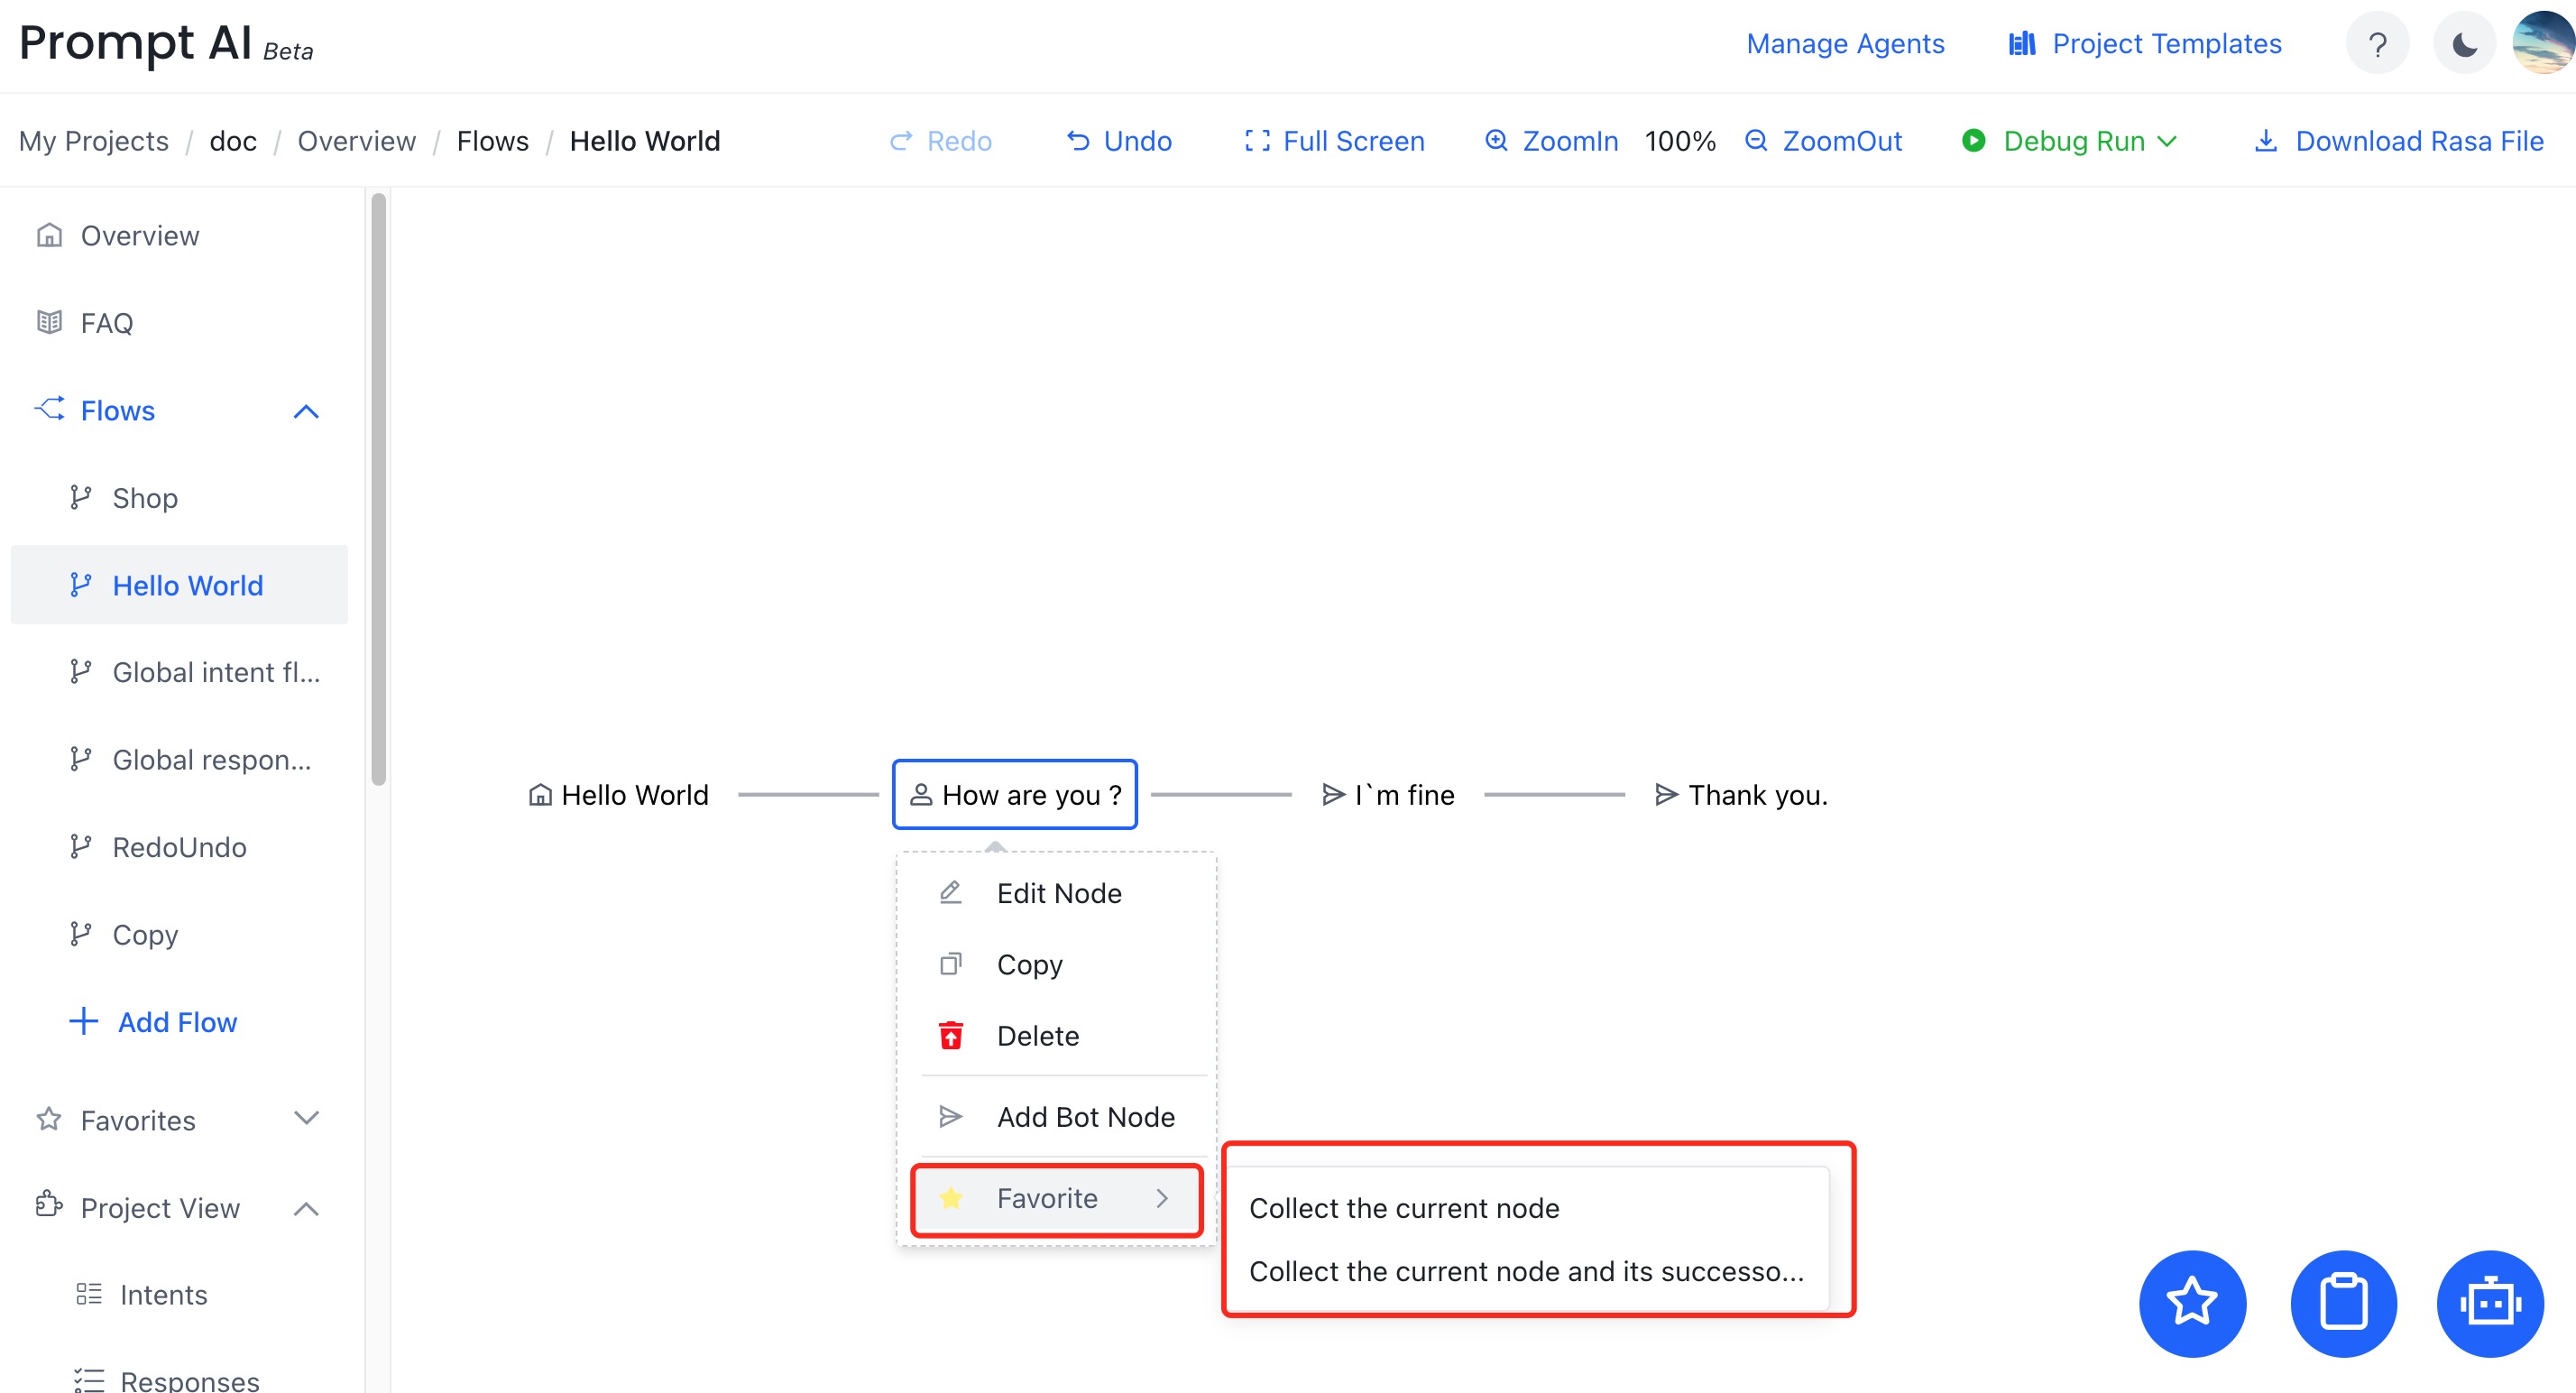 Prompt AI Beta
Manage Agents
Project Templates
?
My Projects / doc / Overview / Flows / Hello World
Redo
Undo
Full Screen
ZoomIn
100%
ZoomOut
Debug Run
Download Rasa File
Overview
FAQ
Flows
Shop
Hello World
Global intent fl...
Global respon...
RedoUndo
Copy
Add Flow
Favorites
Project View
Intents
Responses
Hello World
How are you ?
I`m fine
Thank you.
Edit Node
Copy
Delete
Add Bot Node
Favorite
Collect the current node
Collect the current node and its successo...